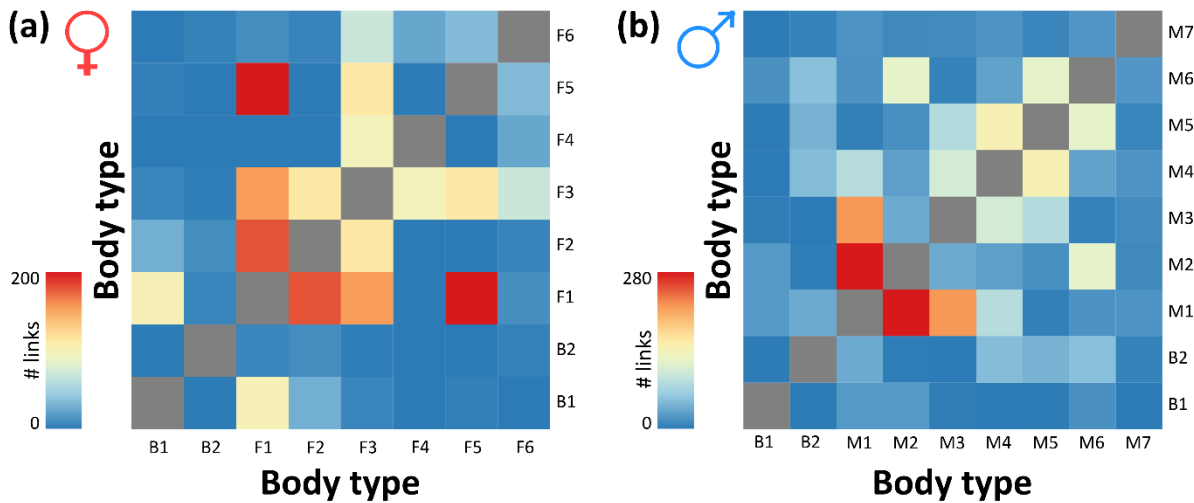 (a)
F6
F5
F4
F3
F2
F1
B2
B1
Body type
200
# links
0
B1 B2 F1 F2 F3 F4 F5 F6
Body type
(b)
M7
M6
M5
M4
M3
M2
M1
B2
B1
Body type
280
# links
0
B1 B2 M1 M2 M3 M4 M5 M6 M7
Body type